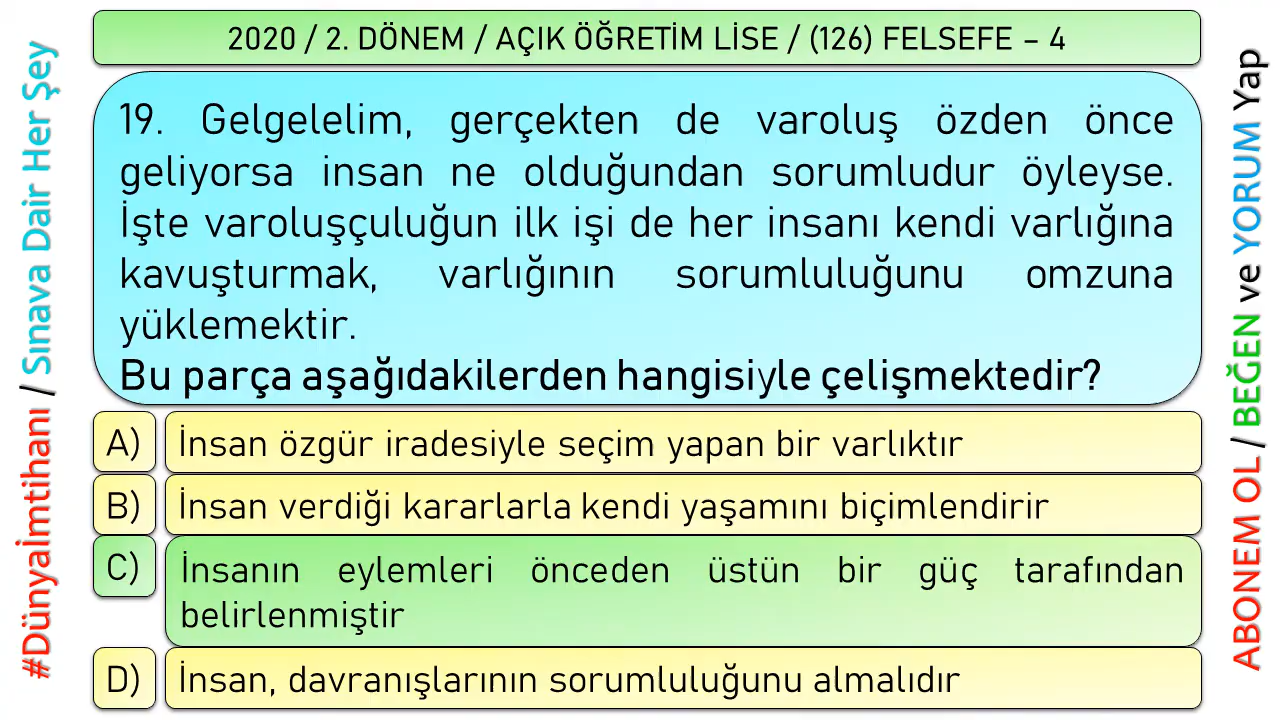 2020 / 2. DÖNEM / AÇIK ÖĞRETİM LİSE / (126) FELSEFE – 4
#Dünyaİmtihanı / Sınava Dair Her Şey
19. Gelgelelim, gerçekten de varoluş özden önce
geliyorsa insan ne olduğundan sorumludur öyleyse.
İşte varoluşçuluğun ilk işi de her insanı kendi varlığına
kavuşturmak, varlığının sorumluluğunu omzuna
yüklemektir.
Bu parça aşağıdakilerden hangisiyle çelişmektedir?
A) İnsan özgür iradesiyle seçim yapan bir varlıktır
B) İnsan verdiği kararlarla kendi yaşamını biçimlendirir
C) İnsanın eylemleri önceden üstün bir güç tarafından
belirlenmiştir
D) İnsan, davranışlarının sorumluluğunu almalıdır
ABONEM OL / BEĞEN ve YORUM Yap